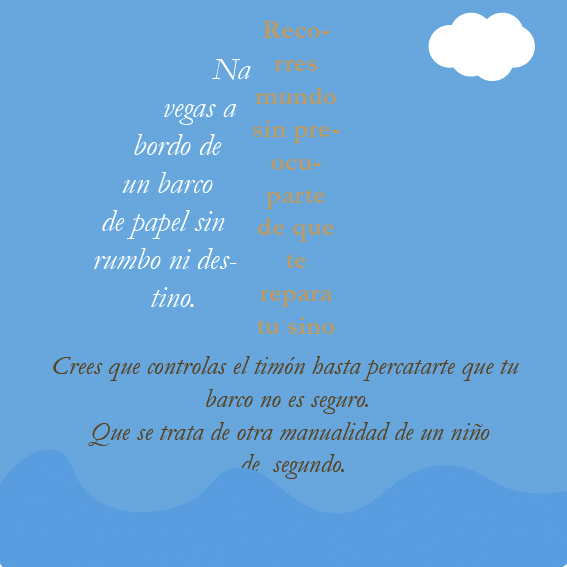 Na
vegas a
bordo de
un barco
de papel sin
rumbo ni des-
tino.
Reco-
rres
mundo
sin pre-
ocu-
parte
de que
te
repara
tu sino
Crees que controlas el timón hasta percatarte que tu
barco no es seguro.
Que se trata de otra manualidad de un niño
de segundo.